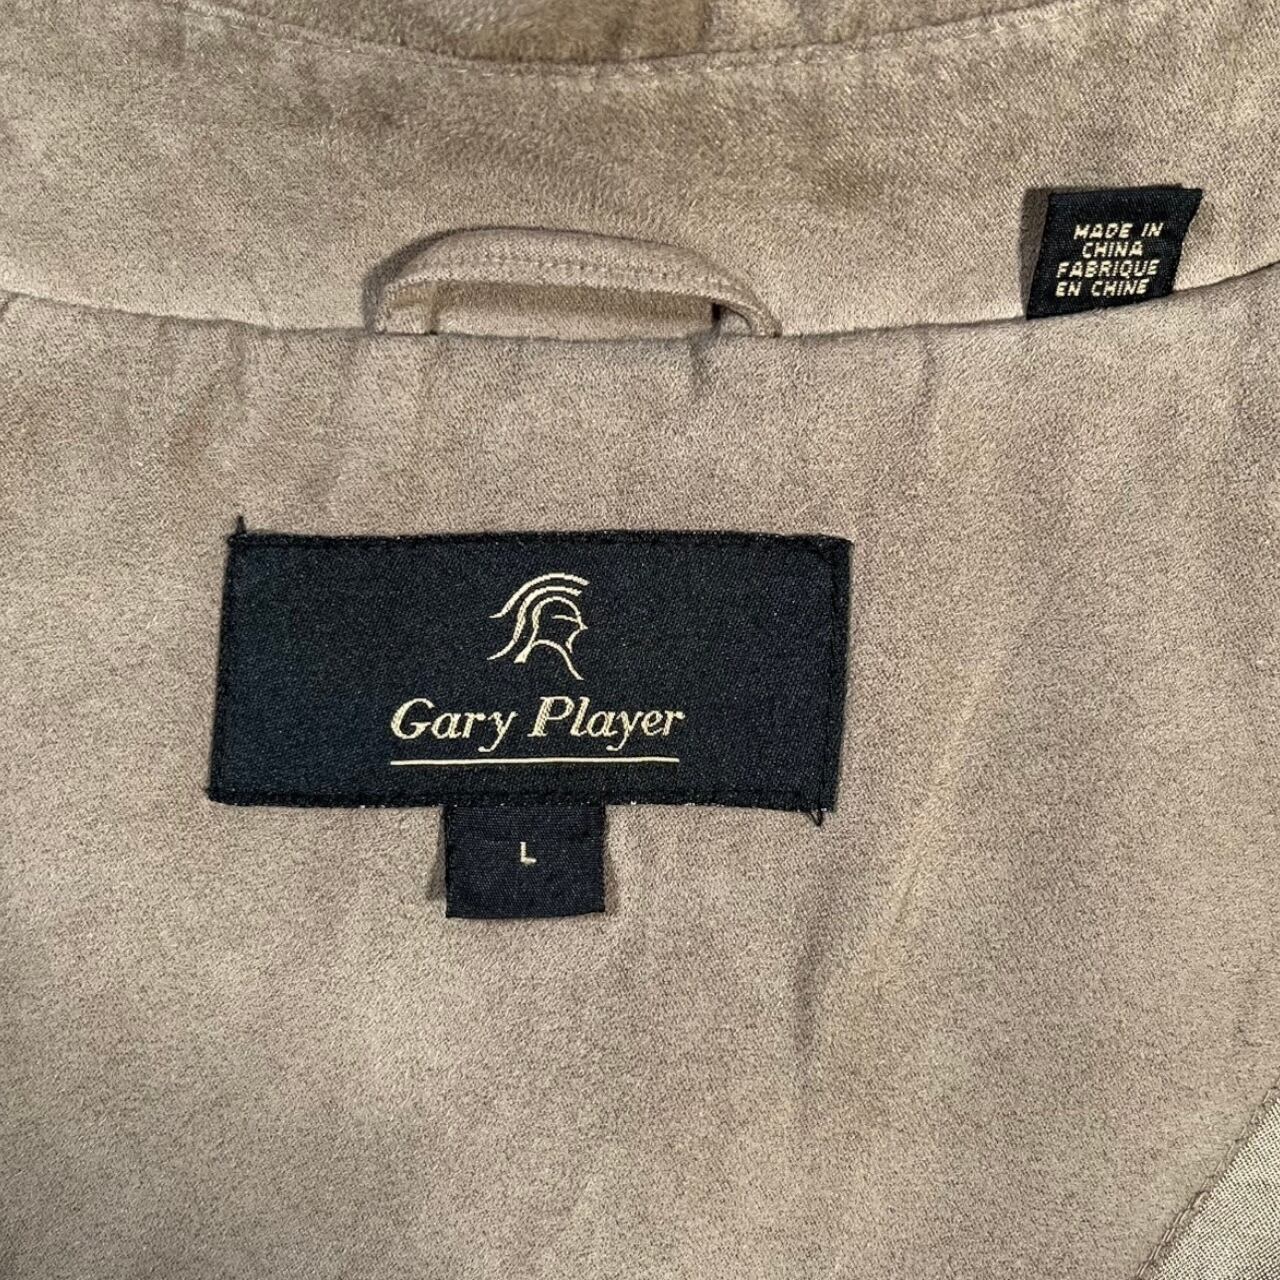 MADE IN
CHINA
FABRIQUE
EN CHINE
Gary Player
L